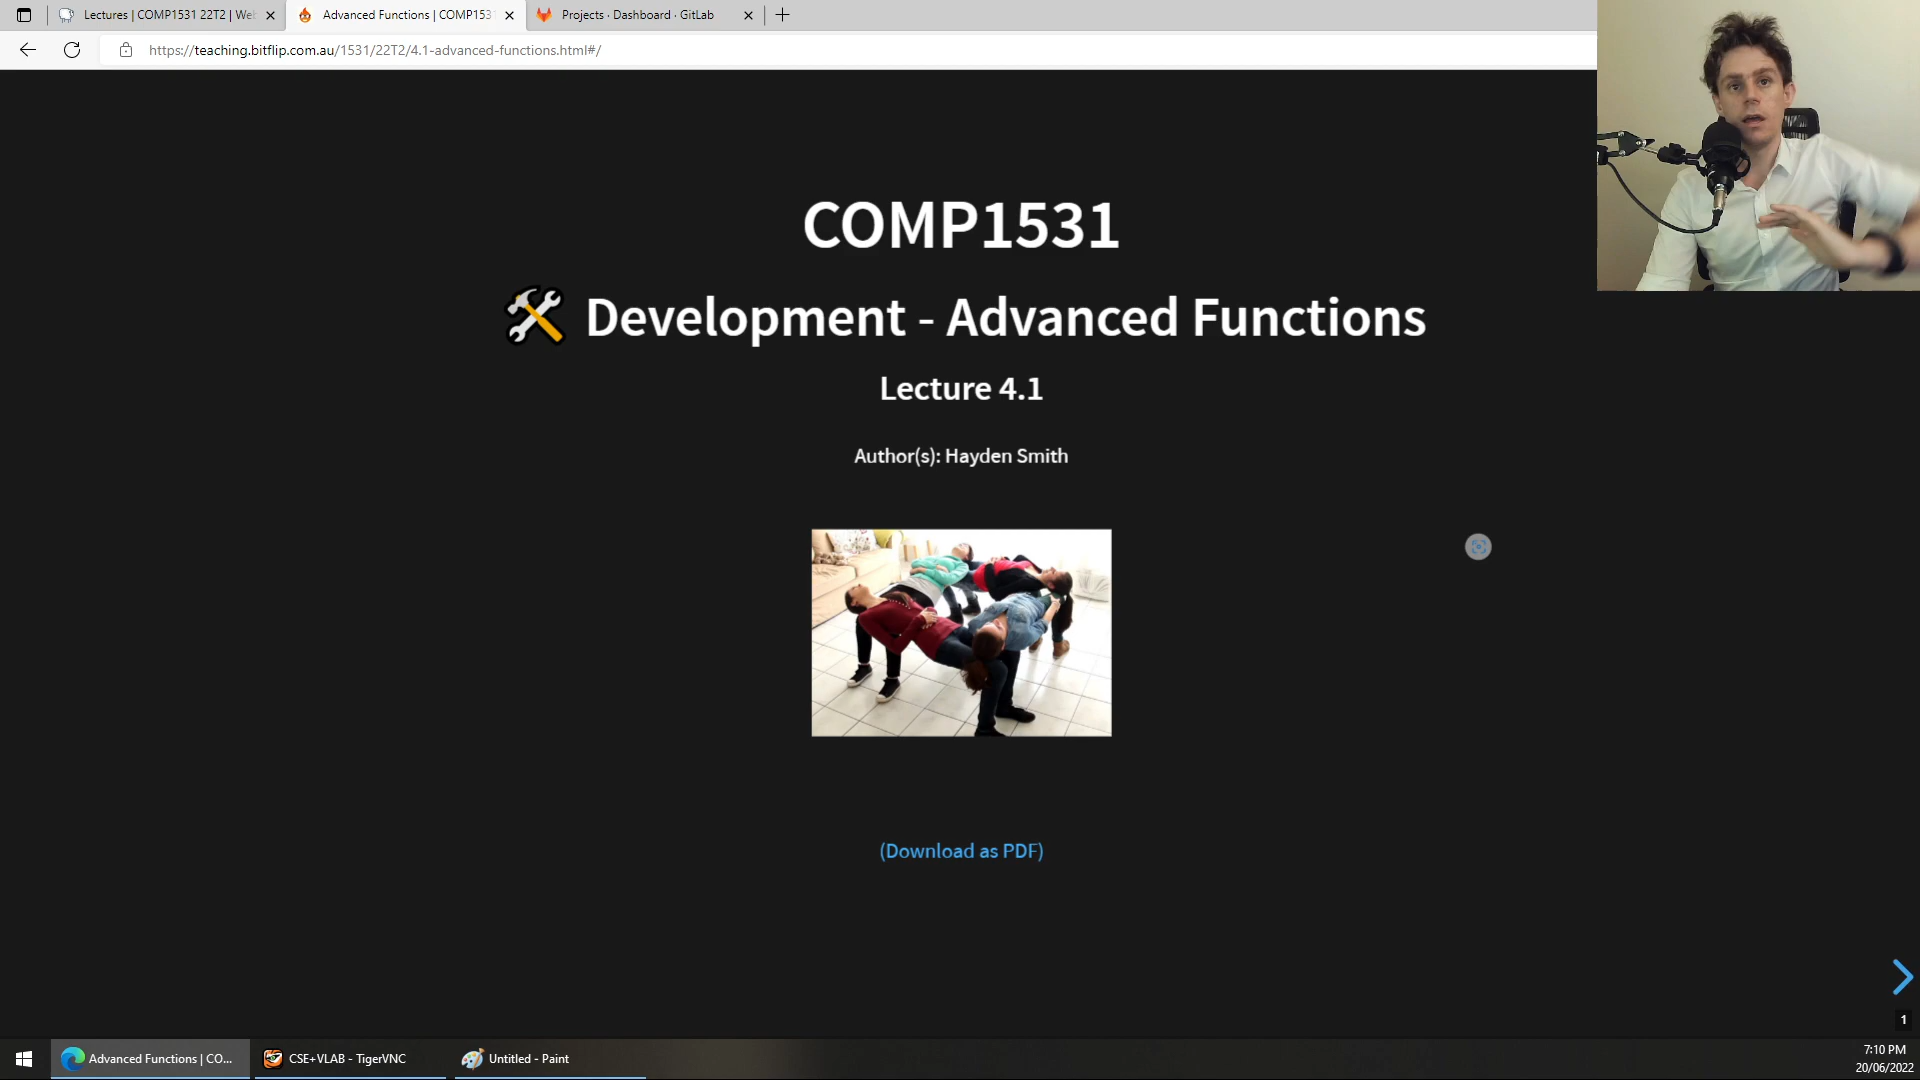 Lectures | COMP1531 22T2 | Web
Advanced Functions | COMP1531
Projects · Dashboard · GitLab
https://teaching.bitflip.com.au/1531/22T2/4.1-advanced-functions.html#/
COMP1531
Development - Advanced Functions
Lecture 4.1
Author(s): Hayden Smith
(Download as PDF)
1
Advanced Functions | CO...
CSE+VLAB - TigerVNC
Untitled - Paint
7:10 PM
20/06/2022